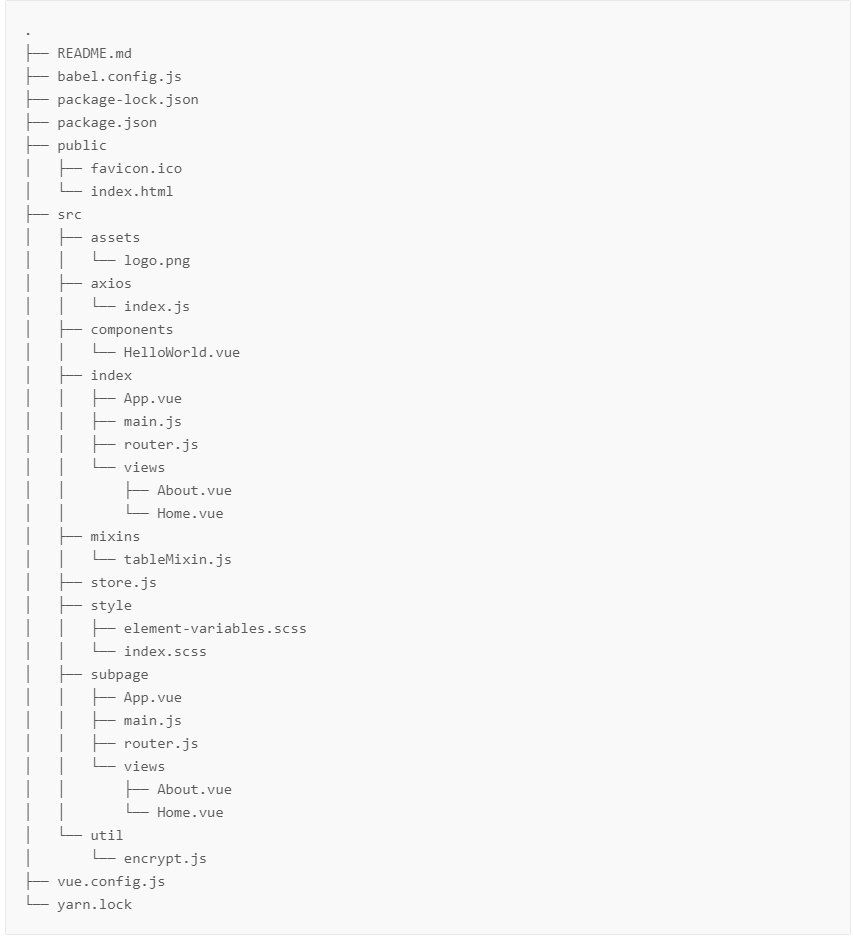 .
├── README.md
├── babel.config.js
├── package-lock.json
├── package.json
├── public
│   ├── favicon.ico
│   └── index.html
├── src
│   ├── assets
│   │   └── logo.png
│   ├── axios
│   │   └── index.js
│   ├── components
│   │   └── HelloWorld.vue
│   ├── index
│   │   ├── App.vue
│   │   ├── main.js
│   │   ├── router.js
│   │   └── views
│   │       ├── About.vue
│   │       └── Home.vue
│   ├── mixins
│   │   └── tableMixin.js
│   ├── store.js
│   ├── style
│   │   ├── element-variables.scss
│   │   └── index.scss
│   ├── subpage
│   │   ├── App.vue
│   │   ├── main.js
│   │   ├── router.js
│   │   └── views
│   │       ├── About.vue
│   │       └── Home.vue
│   └── util
│       └── encrypt.js
├── vue.config.js
└── yarn.lock